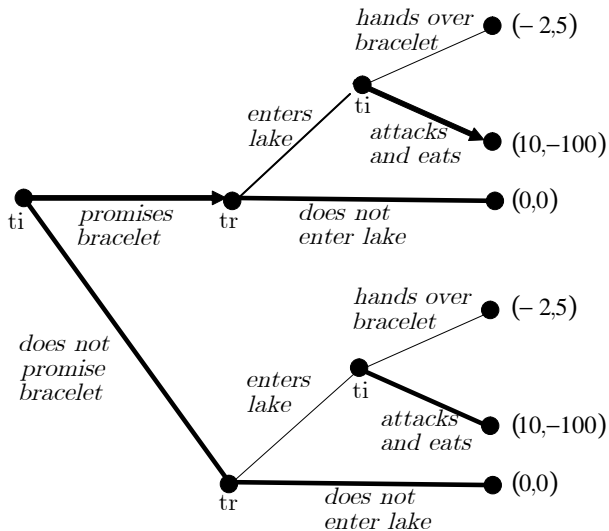 hands over
bracelet
(– 2,5)
ti
enters
lake
attacks
and eats
(10,–100)
ti
promises
bracelet
tr
does not
enter lake
(0,0)
hands over
bracelet
(– 2,5)
does not
promise
bracelet
enters
lake
ti
attacks
and eats
(10,–100)
tr
does not
enter lake
(0,0)